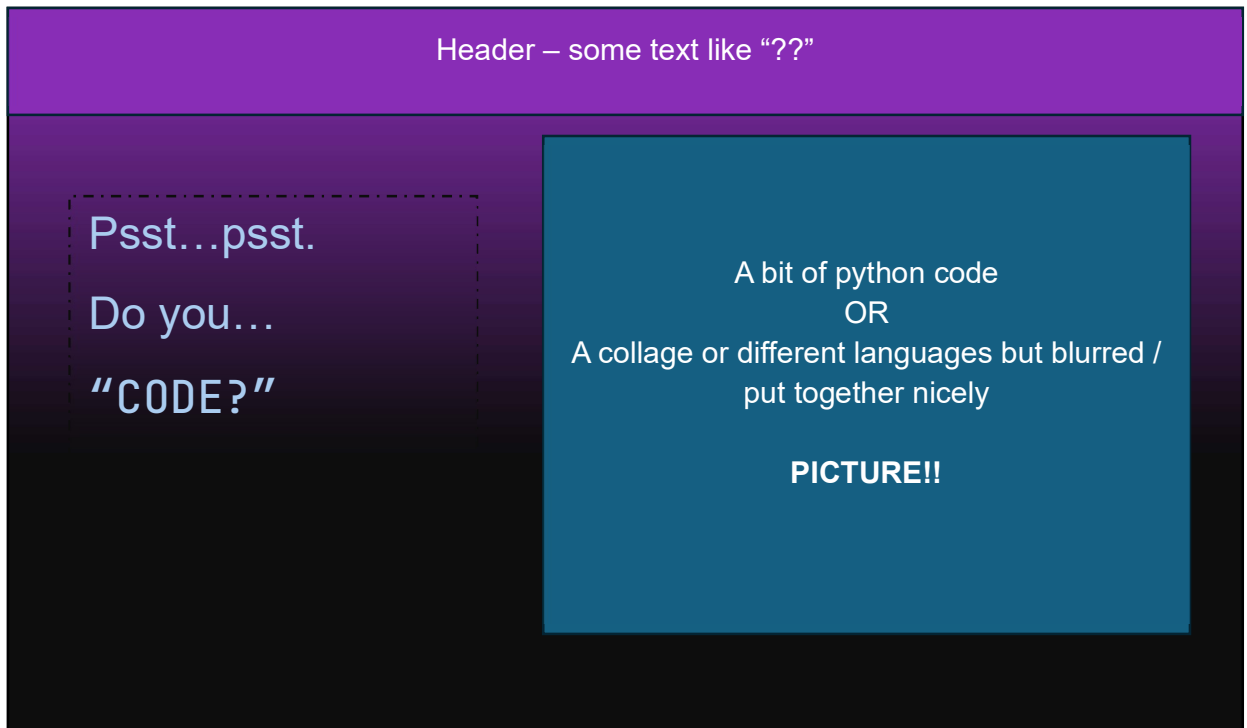 Header – some text like “??”
Psst…psst.
Do you…
“CODE?”
A bit of python code
OR
A collage or different languages but blurred /
put together nicely
PICTURE!!